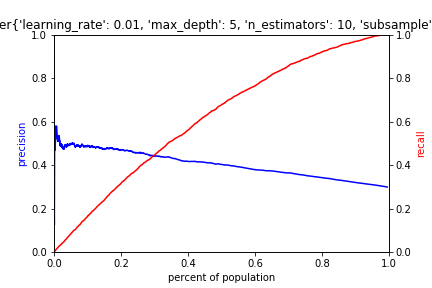 er{'learning_rate': 0.01, 'max_depth': 5, 'n_estimators': 10, 'subsample'
1.0 1.0
0.8 0.8
0.6 0.6
precision recall
0.4 0.4
0.2 0.2
0.0 0.0
0.0 0.2 0.4 0.6 0.8 1.0
percent of population